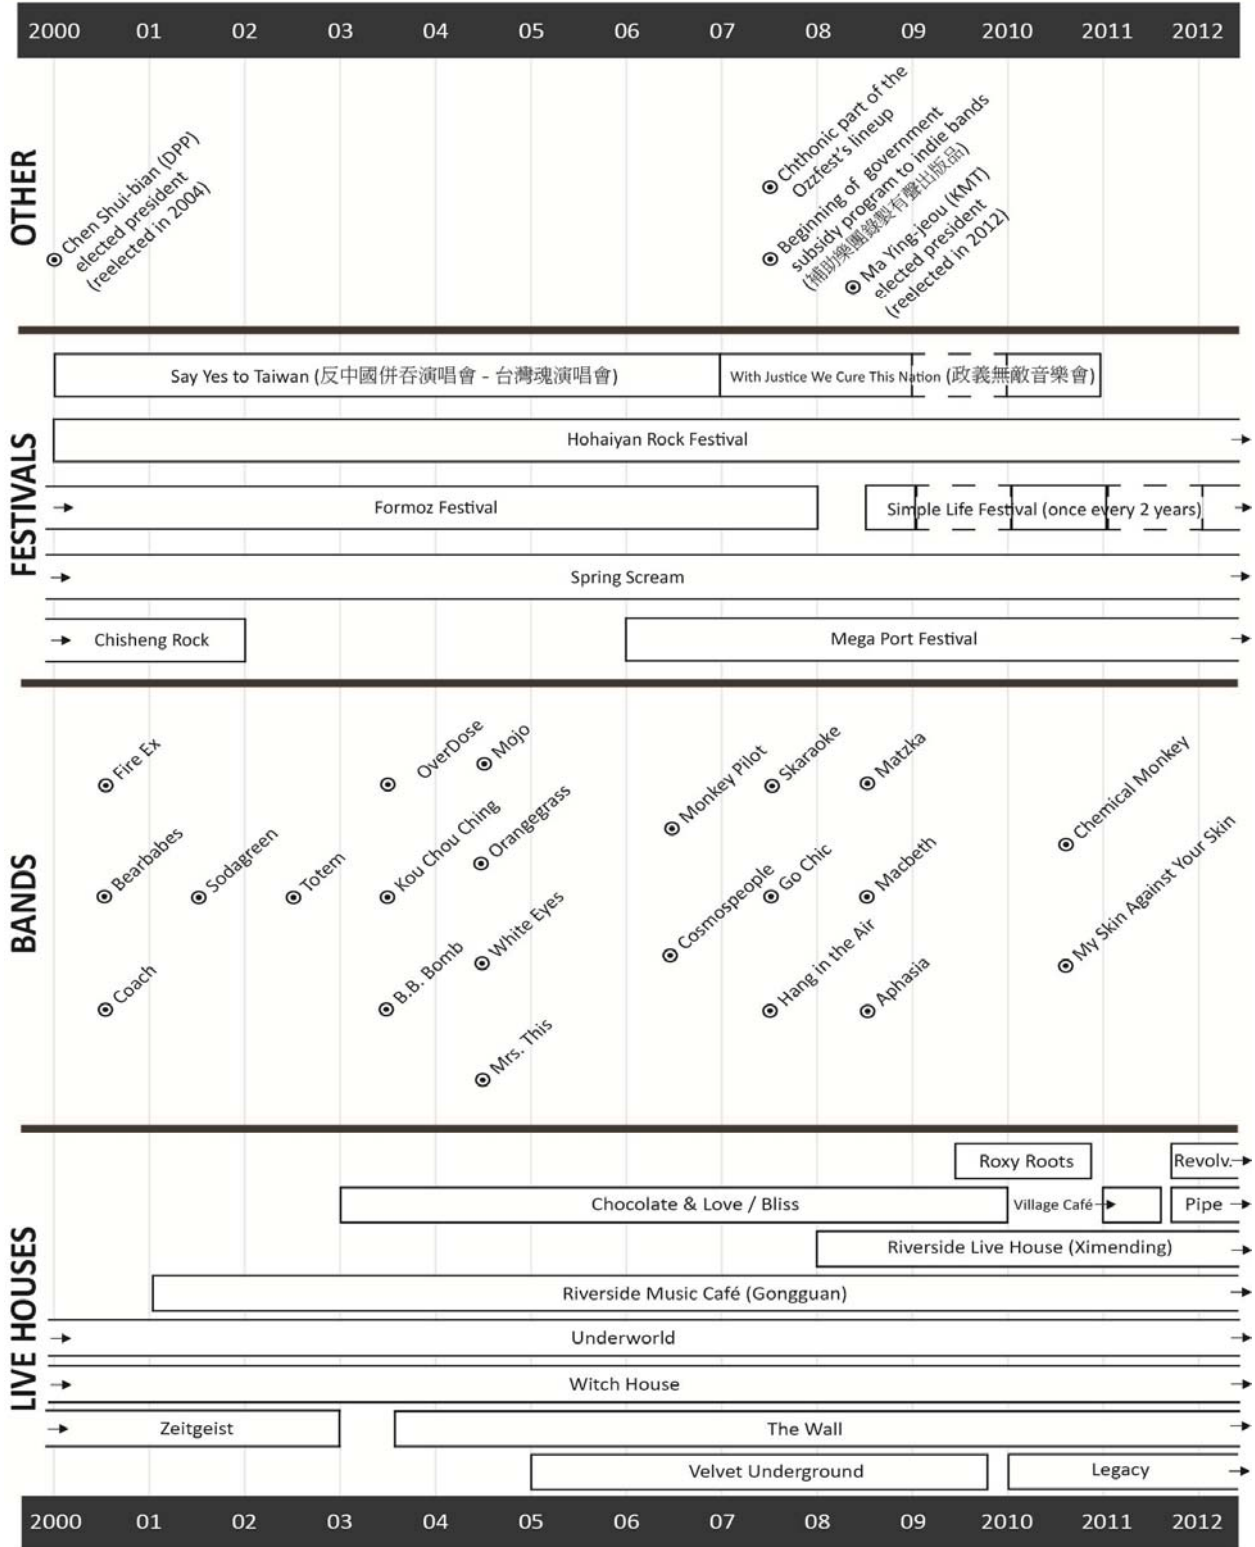 2000 01 02 03 04 05 06 07 08 09 2010 2011 2012
OTHER
Chen Shui-bian (DPP)
elected president
(reelected in 2004)
Chthonic part of the
Ozzfest's lineup
Beginning of government
subsidy program to indie bands
(補助樂團錄製有聲出版品)
Ma Ying-jeou (KMT)
elected president
(reelected in 2012)
FESTIVALS
Say Yes to Taiwan (反中國併吞演唱會 - 台灣魂演唱會)
With Justice We Cure This Nation (政義無敵音樂會)
Hohaiyan Rock Festival
Formoz Festival
Simple Life Festival (once every 2 years)
Spring Scream
Chisheng Rock
Mega Port Festival
BANDS
Fire Ex
Bearbabes
Coach
Sodagreen
Totem
OverDose
Kou Chou Ching
B.B. Bomb
Mojo
Orangegrass
White Eyes
Mrs. This
Monkey Pilot
Cosmospeople
Skaraoke
Go Chic
Hang in the Air
Matzka
Macbeth
Aphasia
Chemical Monkey
My Skin Against Your Skin
LIVE HOUSES
Roxy Roots
Revolv.
Chocolate & Love / Bliss
Village Café
Pipe
Riverside Live House (Ximending)
Riverside Music Café (Gongguan)
Underworld
Witch House
Zeitgeist
The Wall
Velvet Underground
Legacy
2000 01 02 03 04 05 06 07 08 09 2010 2011 2012